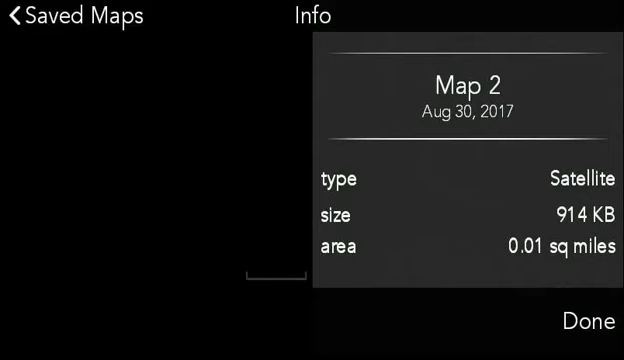 Saved Maps
Info
Map 2
Aug 30, 2017
type Satellite
size 914 KB
area 0.01 sq miles
Done